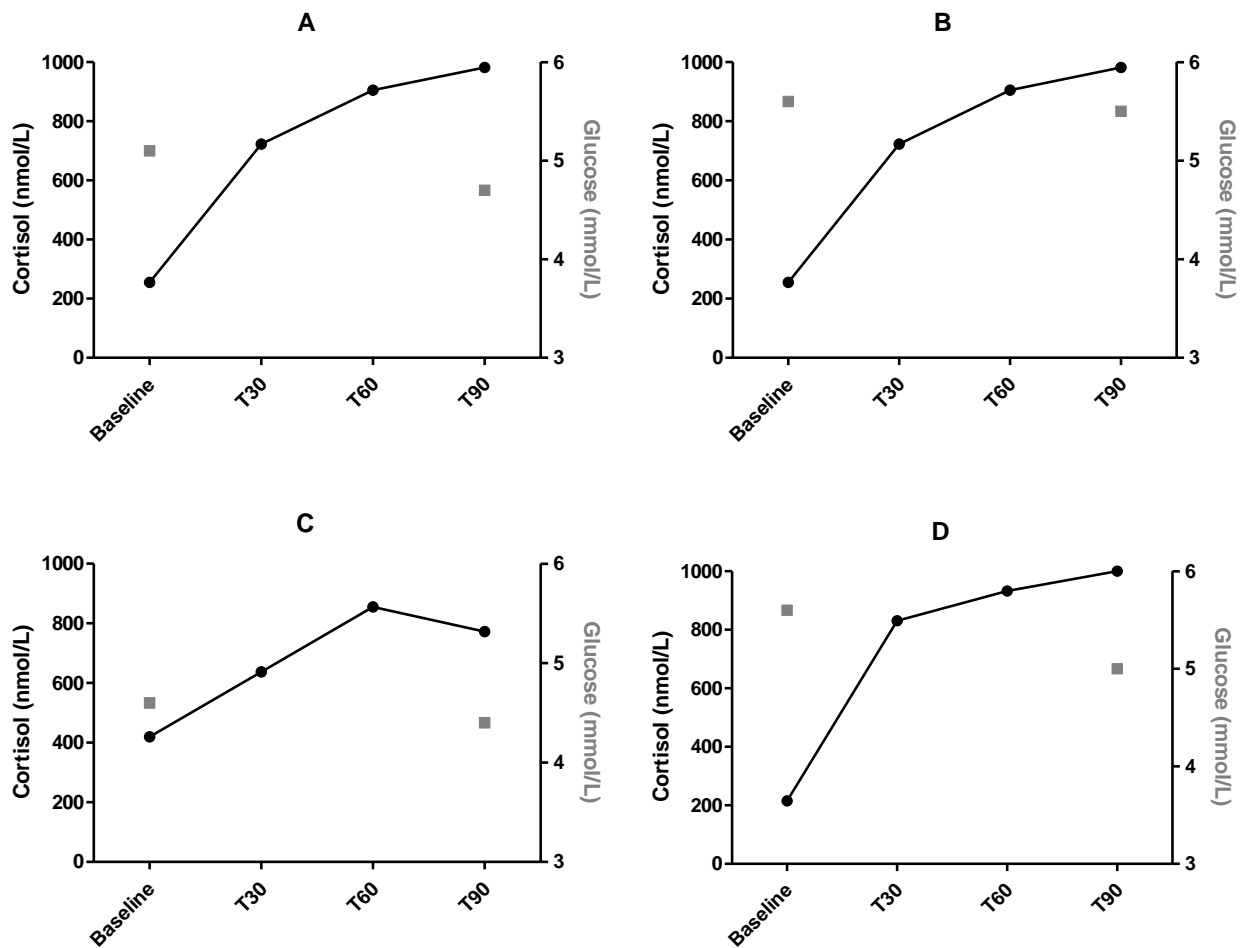 A
1000
800
600
400
200
0
Cortisol (nmol/L)
6
5
4
3
Glucose (mmol/L)
Baseline
T30
T60
T90
B
1000
800
600
400
200
0
Cortisol (nmol/L)
6
5
4
3
Glucose (mmol/L)
Baseline
T30
T60
T90
C
1000
800
600
400
200
0
Cortisol (nmol/L)
6
5
4
3
Glucose (mmol/L)
Baseline
T30
T60
T90
D
1000
800
600
400
200
0
Cortisol (nmol/L)
6
5
4
3
Glucose (mmol/L)
Baseline
T30
T60
T90